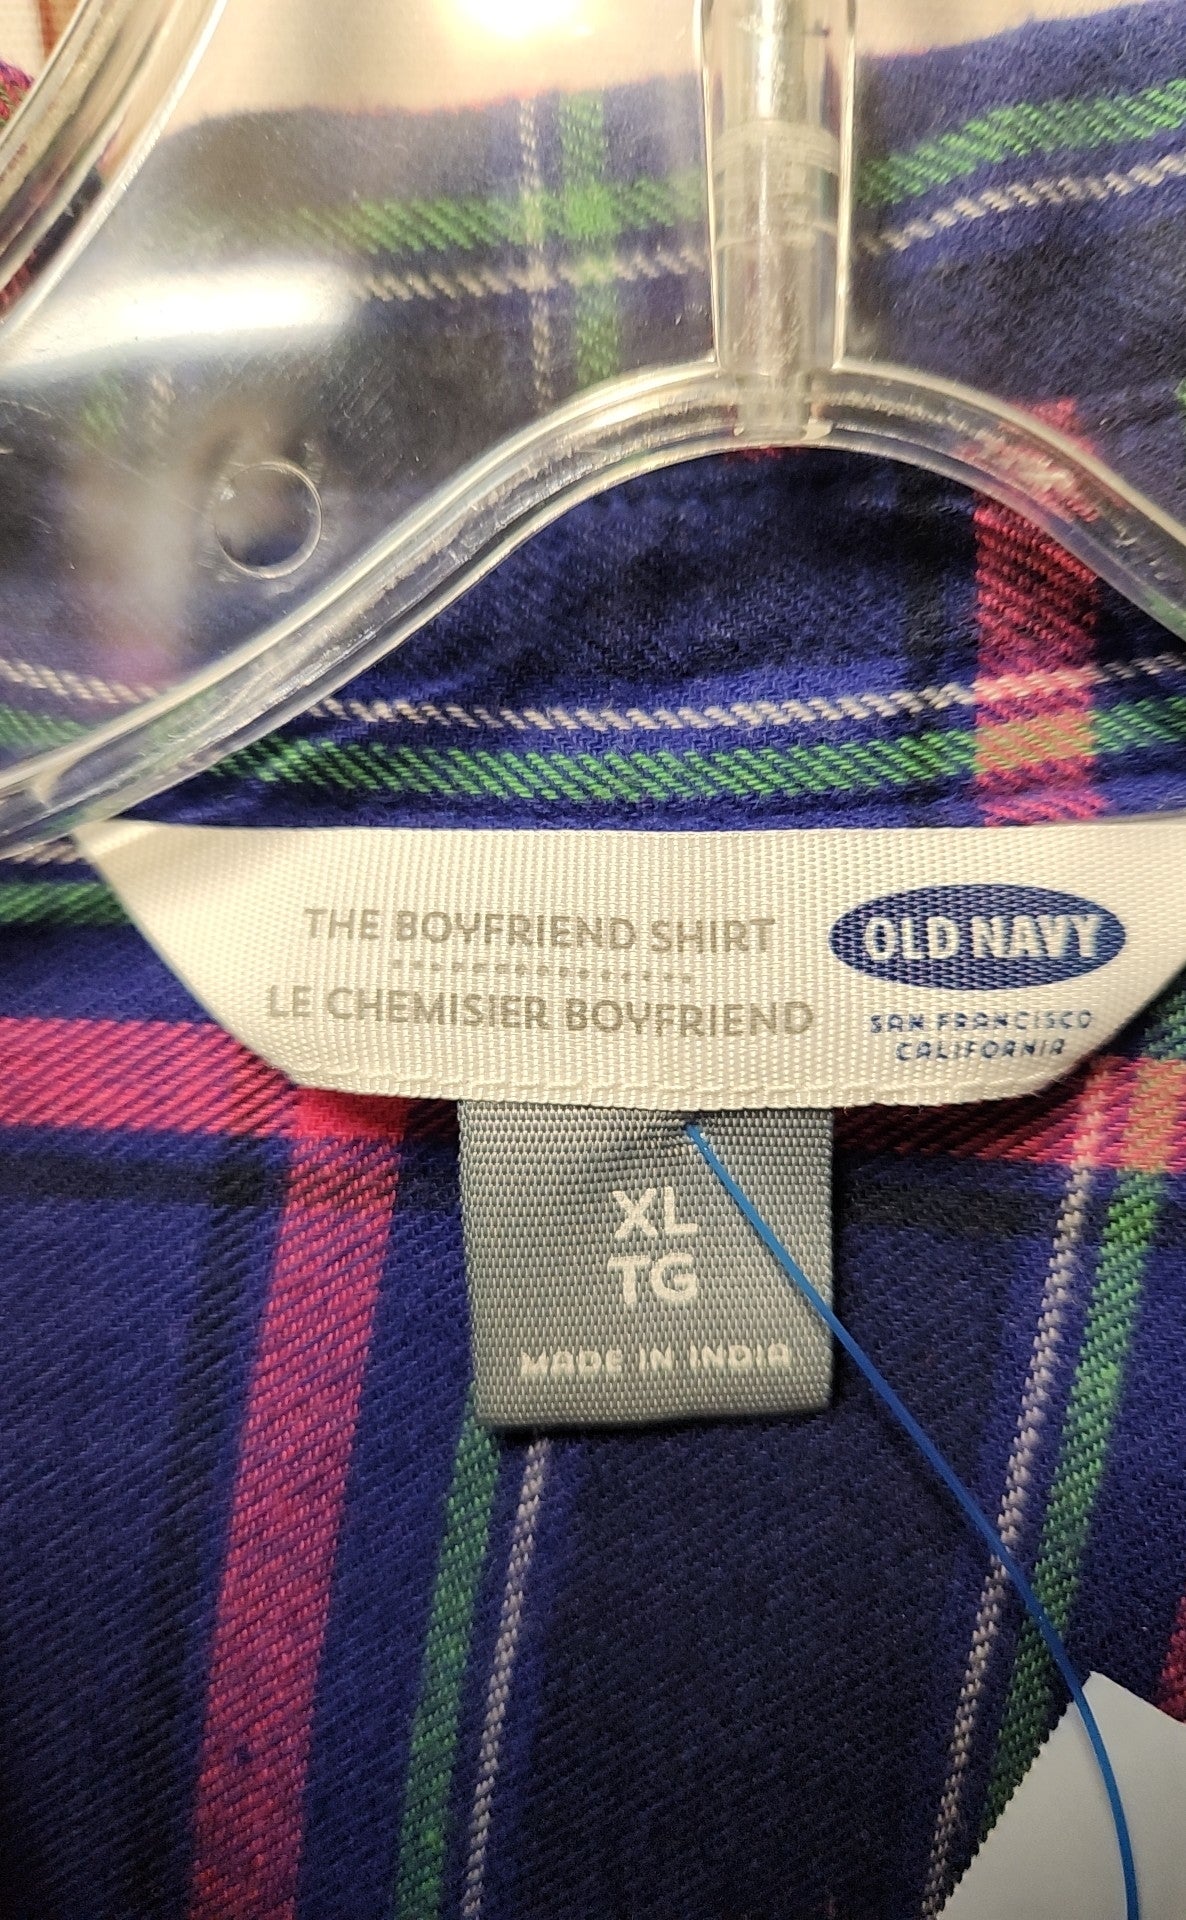 THE BOYFRIEND SHIRT
LE CHEMISIER BOYFRIEND
OLD NAVY
SAN FRANCISCO
CALIFORNIA
XL
TG
MADE IN INDIA